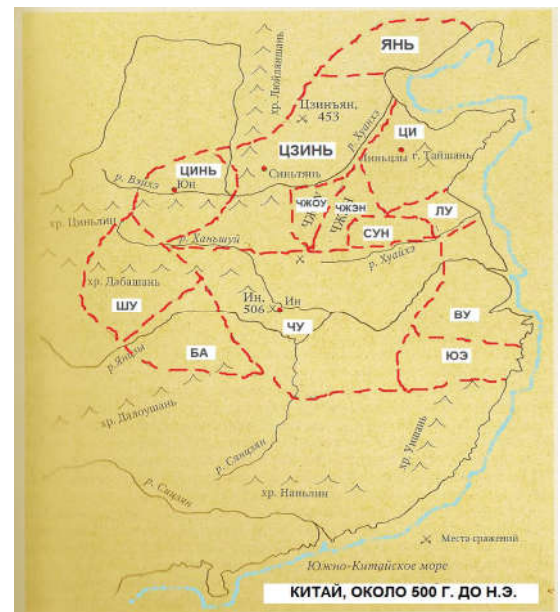 ЯНЬ
хр. Люйляншань
Цзинъян,
453
ЦЗИНЬ
р. Хуанхэ
ЦИ
Линьцзы
г. Тайшань
ЦИНЬ
Юн
р. Вэйхэ
Синьтянь
ЧЖОУ
ЧЖЭН
СУН
ЛУ
хр. Циньлин
р. Ханьшуй
р. Хуайхэ
хр. Дабашань
ШУ
Ин,
506
Ин
ЧУ
ВУ
БА
ЮЭ
р.Янцзы
хр. Далоушань
р. Сянцзян
хр. Уишань
р. Сицзян
хр. Наньлин
Места сражений
Южно-Китайское море
КИТАЙ, ОКОЛО 500 Г. ДО Н.Э.